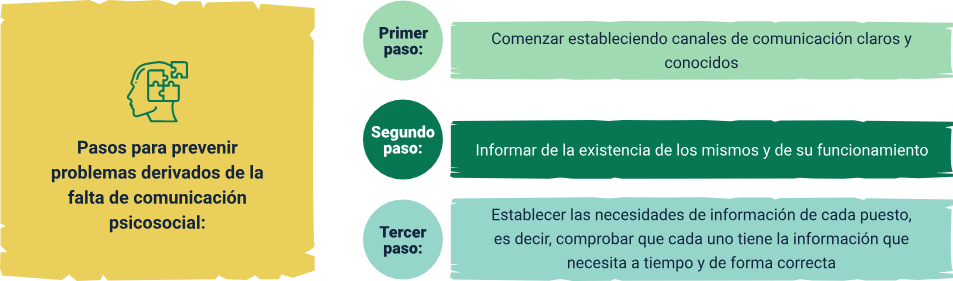 Pasos para prevenir
problemas derivados de la
falta de comunicación
psicosocial:
Primer
paso:
Comenzar estableciendo canales de comunicación claros y
conocidos
Segundo
paso:
Informar de la existencia de los mismos y de su funcionamiento
Tercer
paso:
Establecer las necesidades de información de cada puesto,
es decir, comprobar que cada uno tiene la información que
necesita a tiempo y de forma correcta